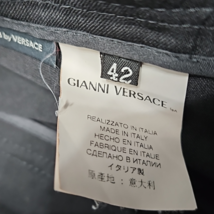 by VERSACE
42
GIANNI VERSACE
REALIZZATO IN ITALIA
MADE IN ITALY
HECHO EN ITALIA
FABRIQUE EN ITALIE
СДЕЛАНО В ИТАЛИИ
イタリア製
原產地：意大利